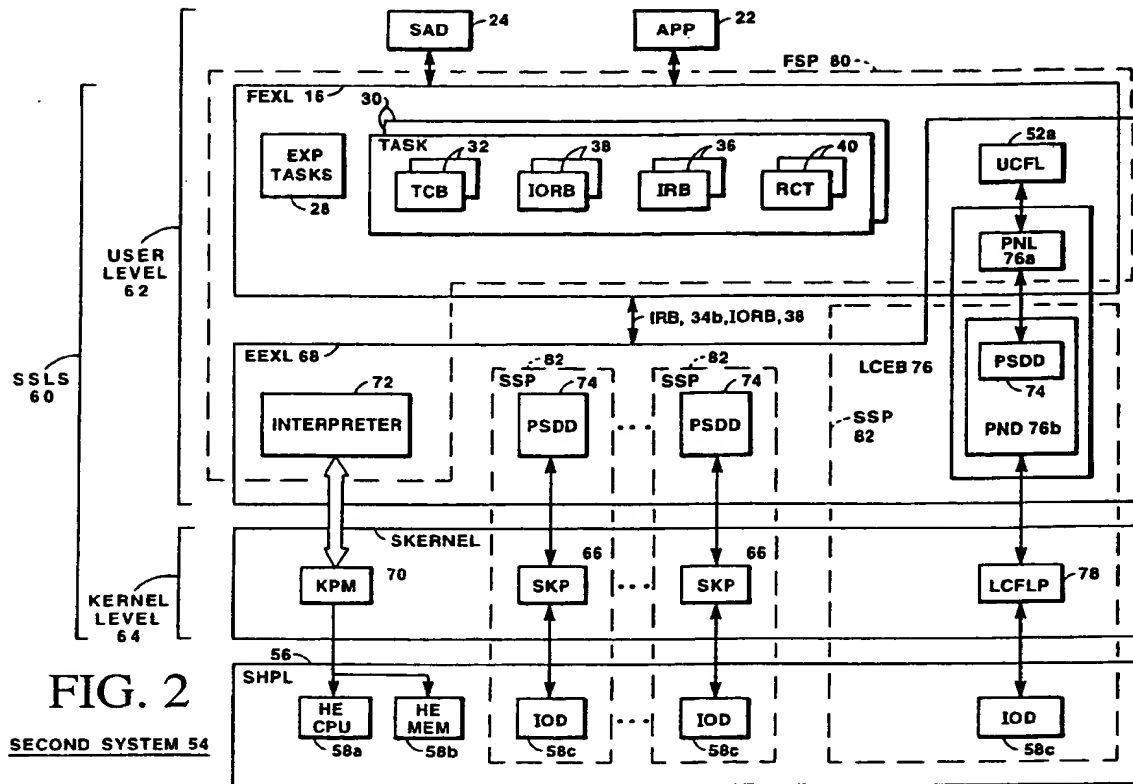 SAD 24
APP 22
FSP 80
FEXL 16
30
EXP TASKS
28
TASK
32
TCB
38
IORB
36
IRB
40
RCT
52a
UCFL
PNL 76a
USER LEVEL 62
IRB, 34b, IORB, 38
SSLS 60
EEXL 68
72
INTERPRETER
82
SSP
74
PSDD
82
SSP
74
PSDD
LCEB 76
SSP 82
PSDD
74
PND 76b
SKERNEL
KPM
70
66
SKP
66
SKP
LCFLP
78
KERNEL LEVEL 64
56
SHPL
HE CPU
58a
HE MEM
58b
IOD
58c
IOD
58c
IOD
58c
FIG. 2
SECOND SYSTEM 54